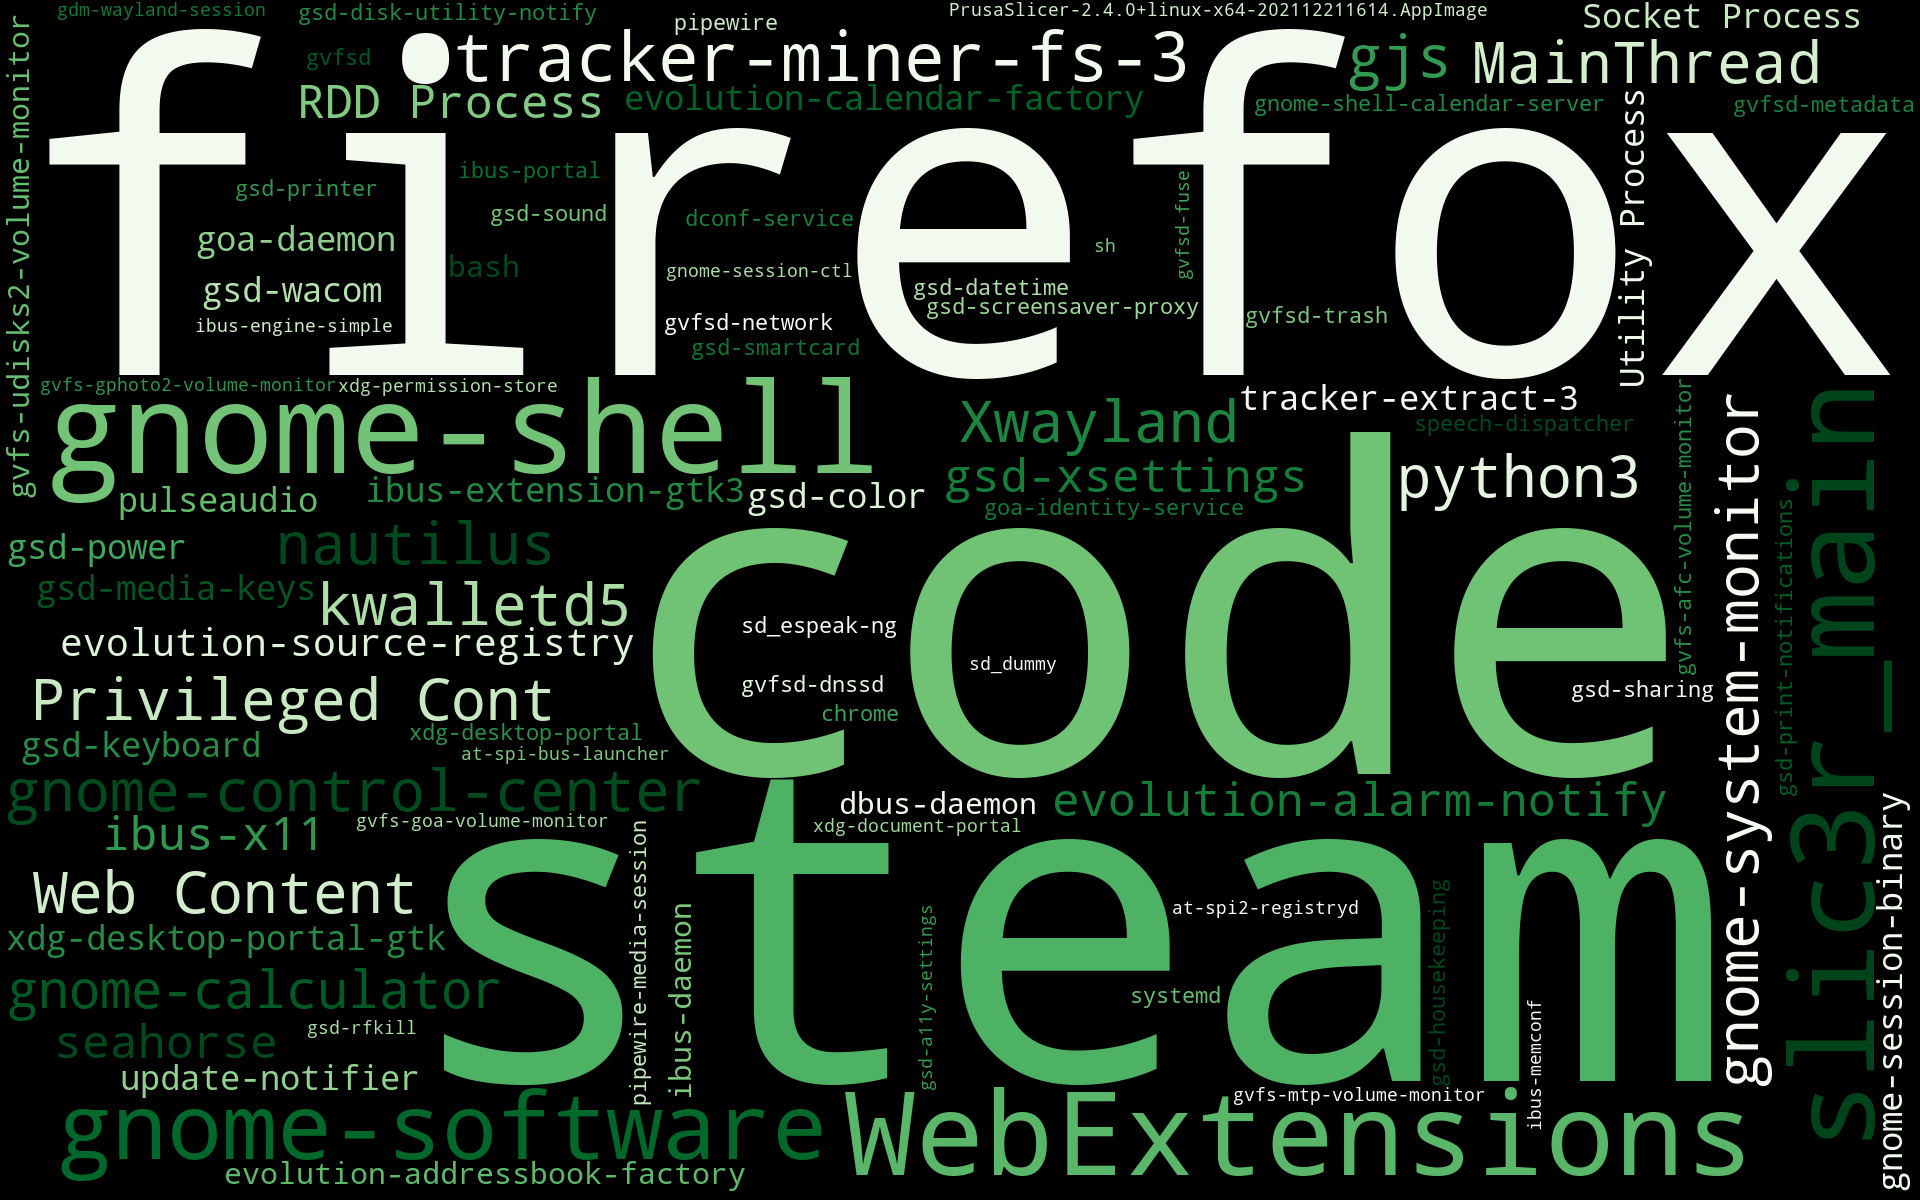 gdm-wayland-session
gsd-disk-utility-notify
pipewire
PrusaSlicer-2.4.0+linux-x64-202112211614.AppImage
Socket Process
firefox
gvfsd
tracker-miner-fs-3
gjs
MainThread
RDD Process
evolution-calendar-factory
gnome-shell-calendar-server
gvfsd-metadata
gvfs-udisks2-volume-monitor
Utility Process
gsd-printer
ibus-portal
gsd-sound
dconf-service
sh
gvfsd-fuse
goa-daemon
bash
gnome-session-ctl
gsd-wacom
gsd-datetime
gsd-screensaver-proxy
ibus-engine-simple
gvfsd-network
gvfsd-trash
gsd-smartcard
gvfs-gphoto2-volume-monitor
xdg-permission-store
tracker-extract-3
gnome-shell
Xwayland
speech-dispatcher
gvfs-afc-volume-monitor
gnome-system-monitor
slic3r_main
gsd-xsettings
python3
pulseaudio
ibus-extension-gtk3
gsd-color
goa-identity-service
gsd-print-notifications
gsd-power
nautilus
code
gsd-media-keys
kwalletd5
sd_espeak-ng
evolution-source-registry
sd_dummy
gvfsd-dnssd
gsd-sharing
Privileged Cont
chrome
gsd-keyboard
xdg-desktop-portal
at-spi-bus-launcher
gnome-control-center
dbus-daemon
evolution-alarm-notify
gnome-session-binary
ibus-x11
gvfs-goa-volume-monitor
xdg-document-portal
steam
pipewire-media-session
Web Content
ibus-daemon
gsd-a11y-settings
at-spi2-registryd
gsd-housekeeping
xdg-desktop-portal-gtk
gnome-calculator
systemd
gsd-rfkill
seahorse
ibus-memconf
update-notifier
gvfs-mtp-volume-monitor
gnome-software
WebExtensions
evolution-addressbook-factory